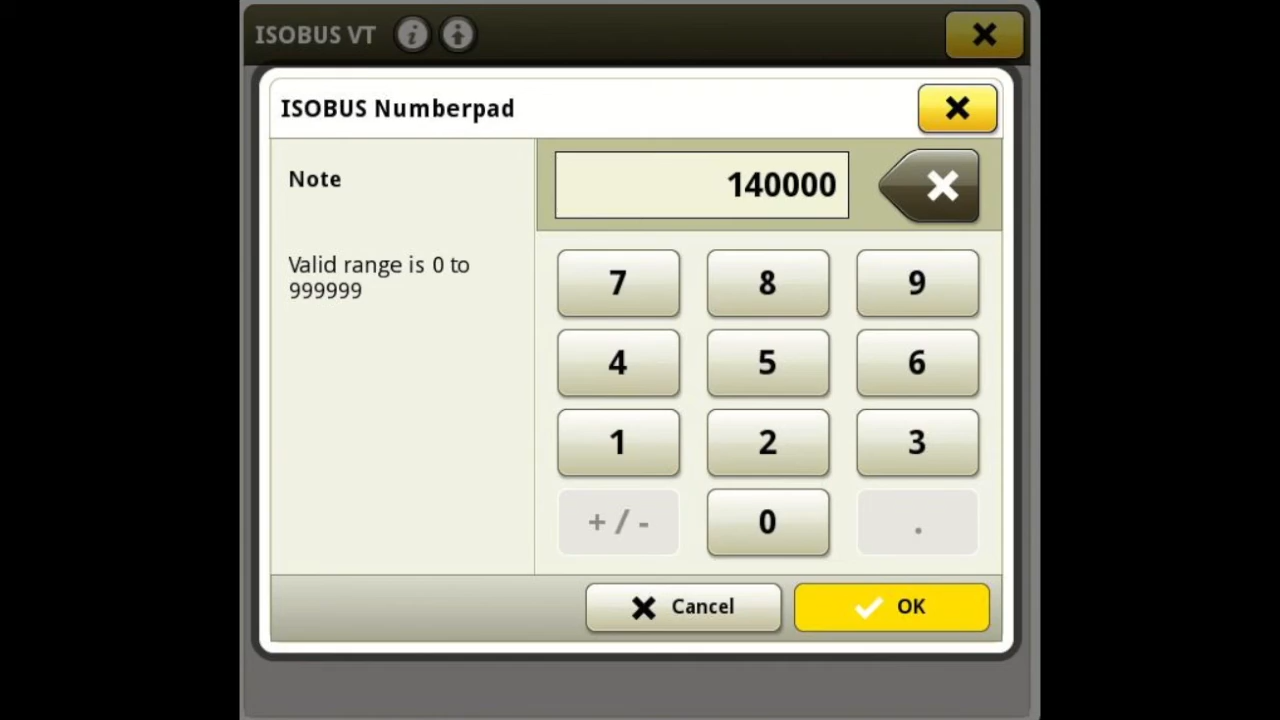 ISOBUS VT
ISOBUS Numberpad
Note
140000
Valid range is 0 to
999999
7 8 9
4 5 6
1 2 3
+ / - 0 .
Cancel OK